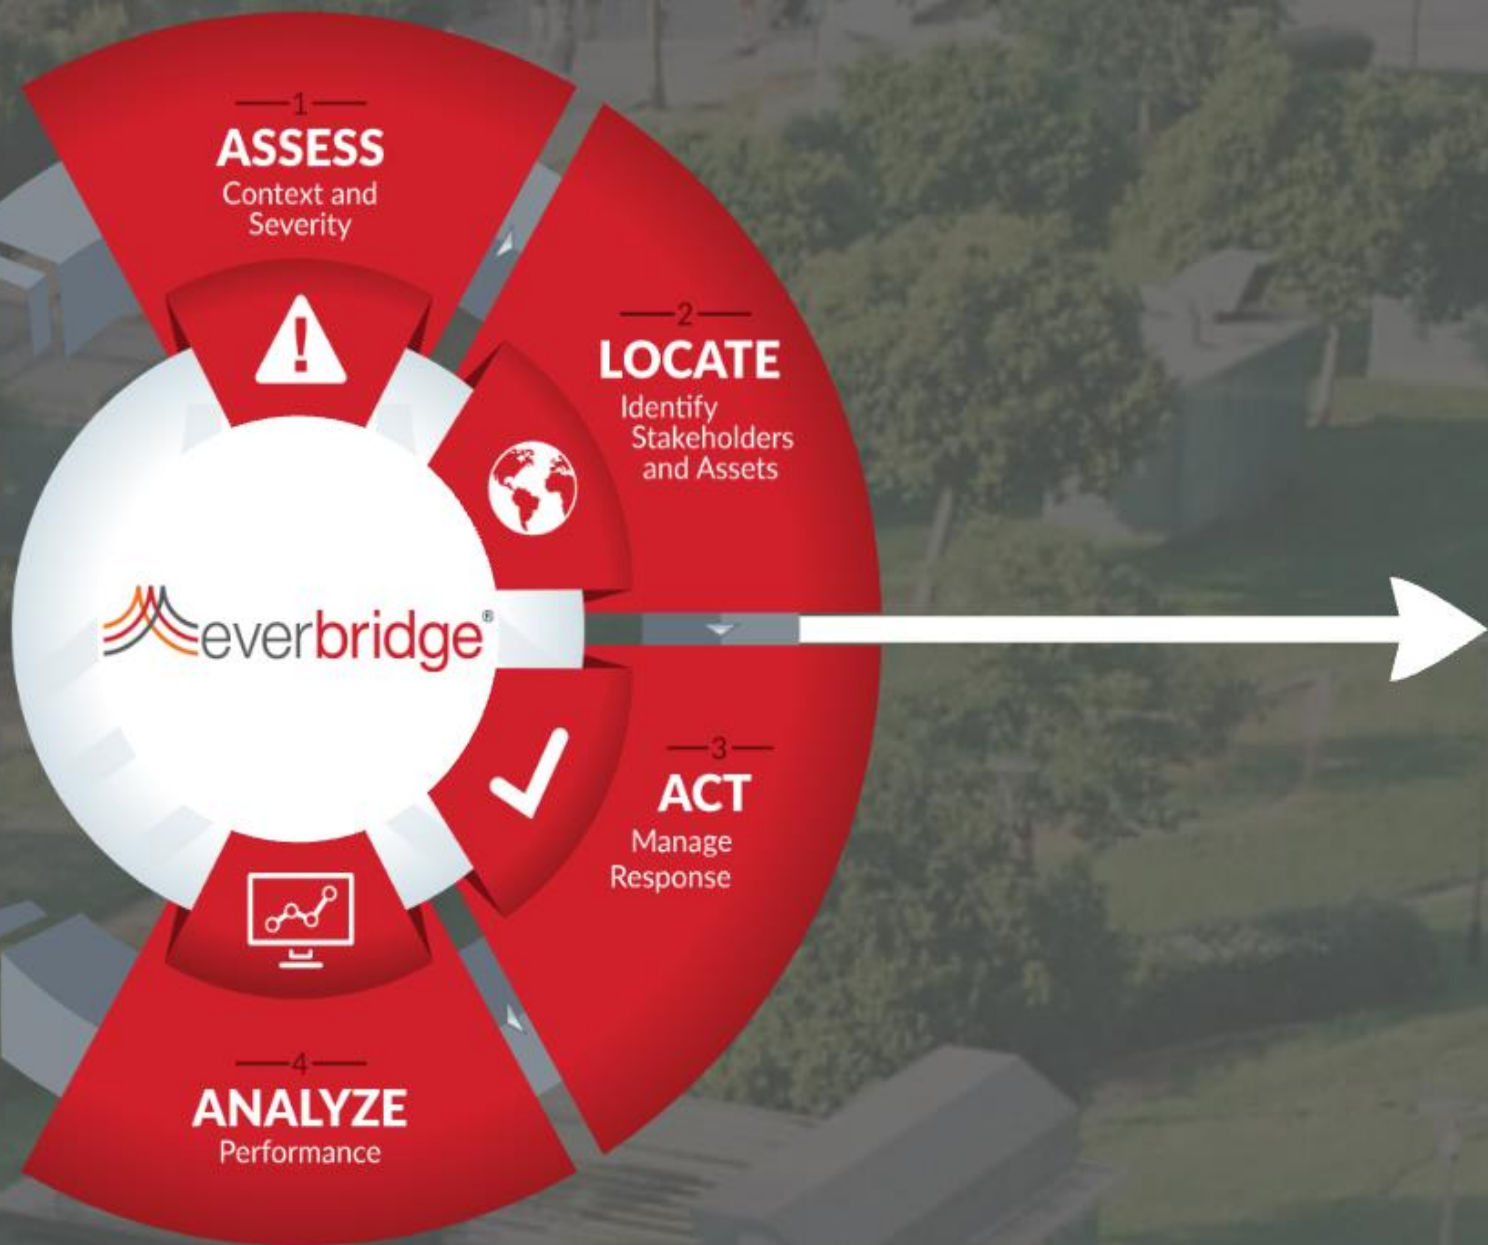 1
ASSESS
Context and
Severity
2
LOCATE
Identify
Stakeholders
and Assets
everbridge®
3
ACT
Manage
Response
4
ANALYZE
Performance